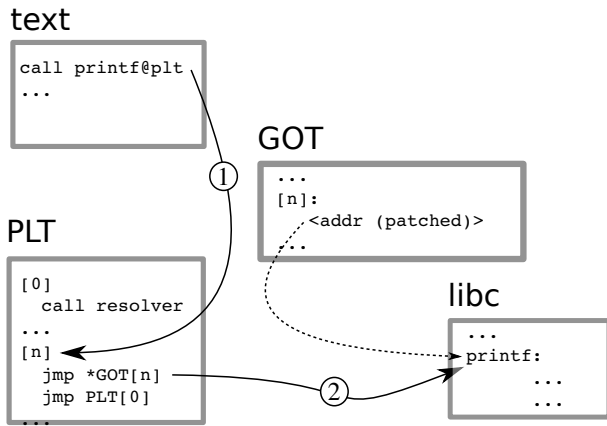 text
call printf@plt
...
1
GOT
...
[n]:
<addr (patched)>
...
PLT
[0]
call resolver
...
[n]
jmp *GOT[n]
jmp PLT[0]
...
2
libc
...
printf:
...
...